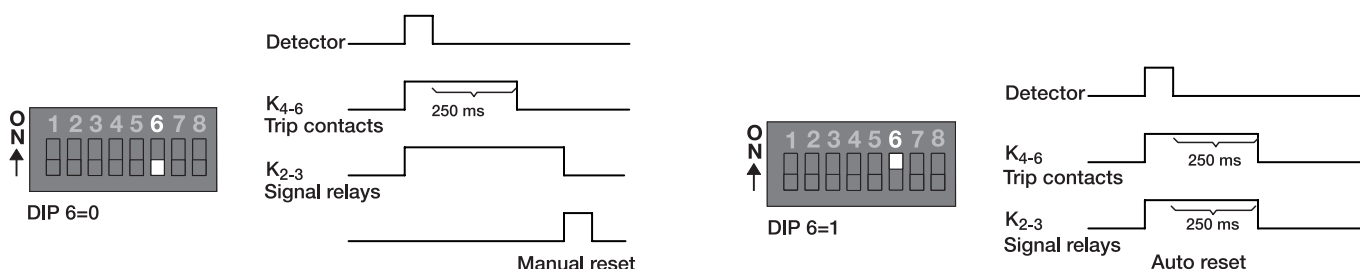 Detector
K4-6
250 ms
Trip contacts
K2-3
Signal relays
Manual reset
ON
1 2 3 4 5 6 7 8
DIP 6=0
Detector
K4-6
250 ms
Trip contacts
K2-3
250 ms
Signal relays
Auto reset
ON
1 2 3 4 5 6 7 8
DIP 6=1